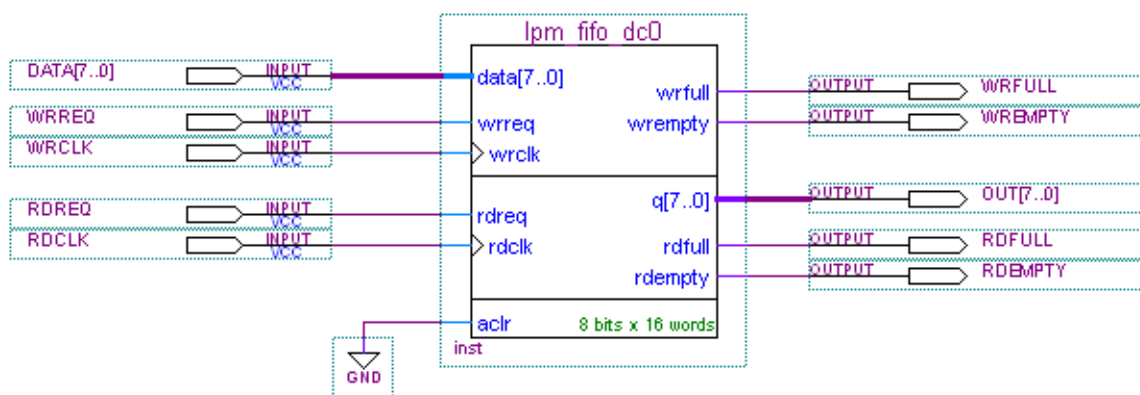 lpm_fifo_dc0
DATA[7..0] INPUT VCC data[7..0]
wrfull OUTPUT WRFULL
WRREQ INPUT VCC wrreq
wrempty OUTPUT WREMPTY
WRCLK INPUT VCC wrclk
q[7..0] OUTPUT OUT[7..0]
RDREQ INPUT VCC rdreq
rdfull OUTPUT RDFULL
RDCLK INPUT VCC rdclk
rdempty OUTPUT RDEMPTY
aclr 8 bits x 16 words
inst
GND